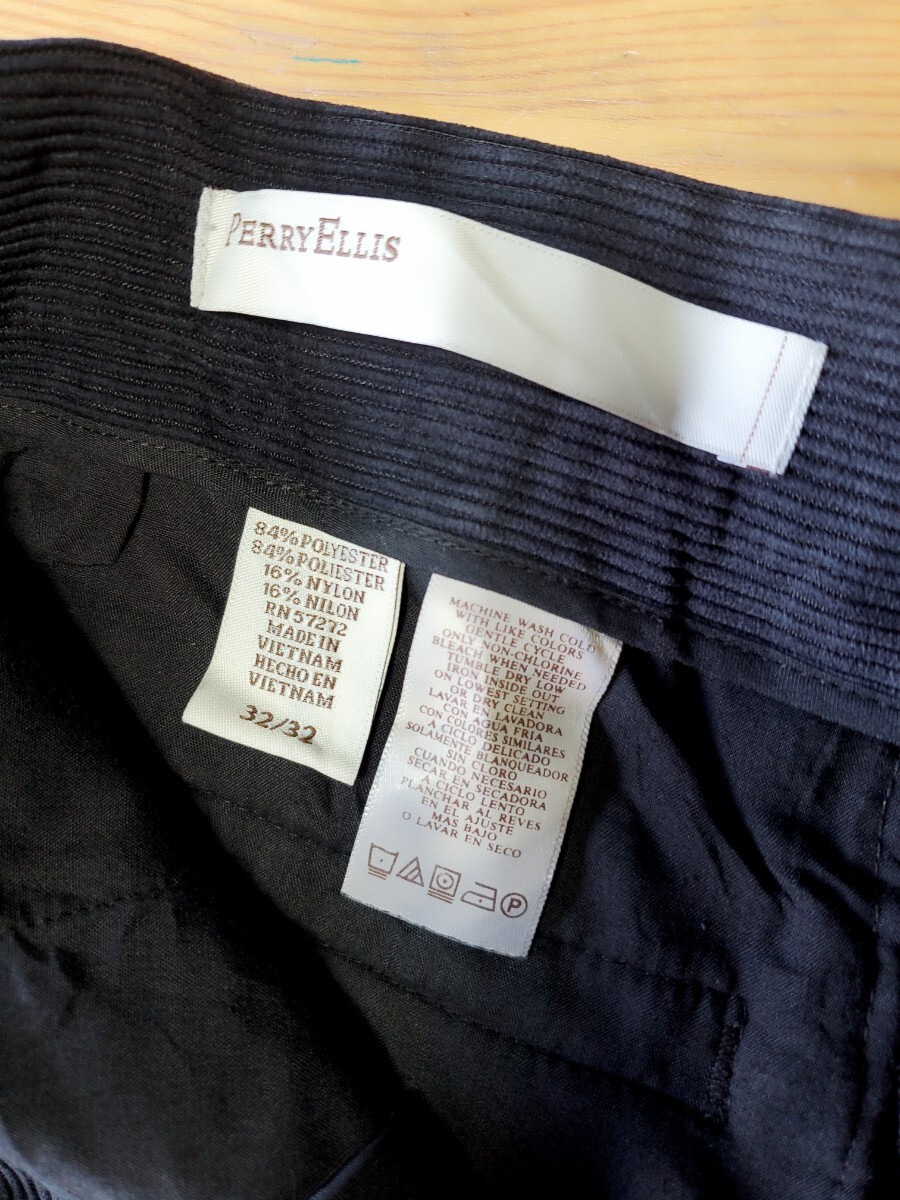 PERRY ELLIS
84% POLYESTER
84% POLIESTER
16% NYLON
16% NILON
RN 57272
MADE IN
VIETNAM
HECHO EN
VIETNAM
32/32
MACHINE WASH COLD
WITH LIKE COLORS
GENTLE CYCLE
ONLY NON-CHLORINE
BLEACH WHEN NEEDED
TUMBLE DRY LOW
IRON INSIDE OUT
ON LOWEST SETTING
OR DRY CLEAN
LAVAR EN LAVADORA
CON AGUA FRIA
CON COLORES SIMILARES
A CICLO DELICADO
SOLAMENTE BLANQUEADOR
SIN CLORO
CUANDO NECESARIO
SECAR EN SECADORA
A CICLO LENTO
PLANCHAR AL REVES
EN EL AJUSTE
MAS BAJO
O LAVAR EN SECO
P